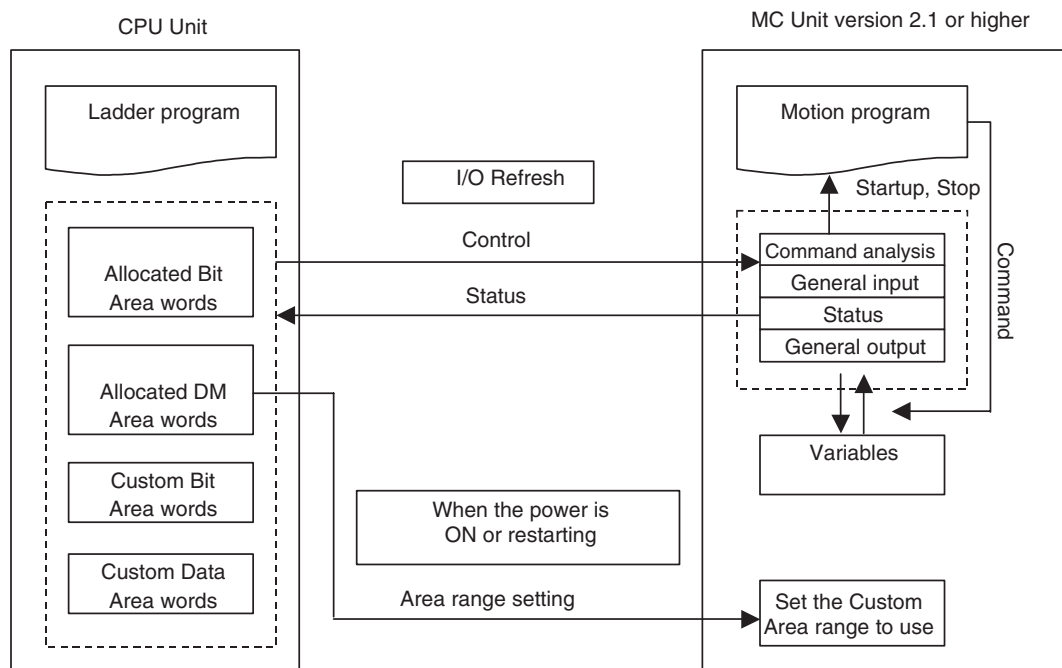 CPU Unit
MC Unit version 2.1 or higher
Ladder program
Motion program
I/O Refresh
Startup, Stop
Control
Command analysis
General input
Status
General output
Command
Status
Allocated Bit
Area words
Allocated DM
Area words
Variables
Custom Bit
Area words
When the power is
ON or restarting
Custom Data
Area words
Area range setting
Set the Custom
Area range to use